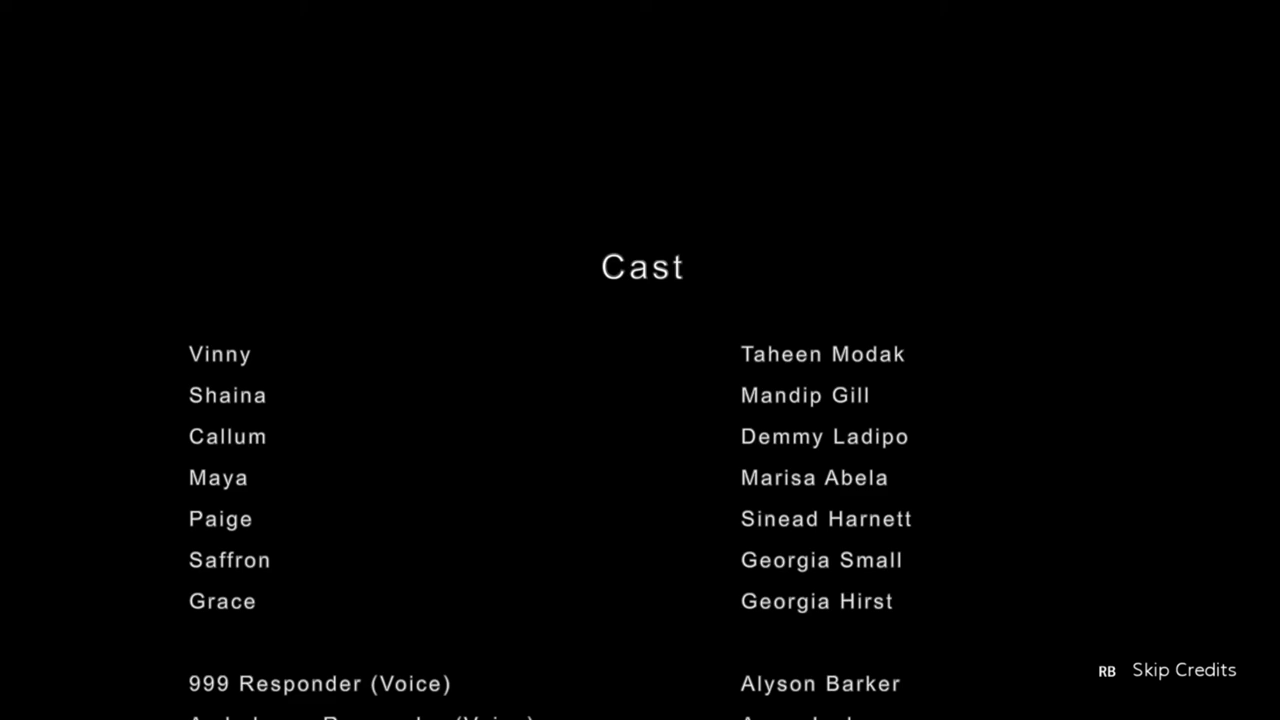 Cast
Vinny Taheen Modak
Shaina Mandip Gill
Callum Demmy Ladipo
Maya Marisa Abela
Paige Sinead Harnett
Saffron Georgia Small
Grace Georgia Hirst
999 Responder (Voice) Alyson Barker
RB Skip Credits